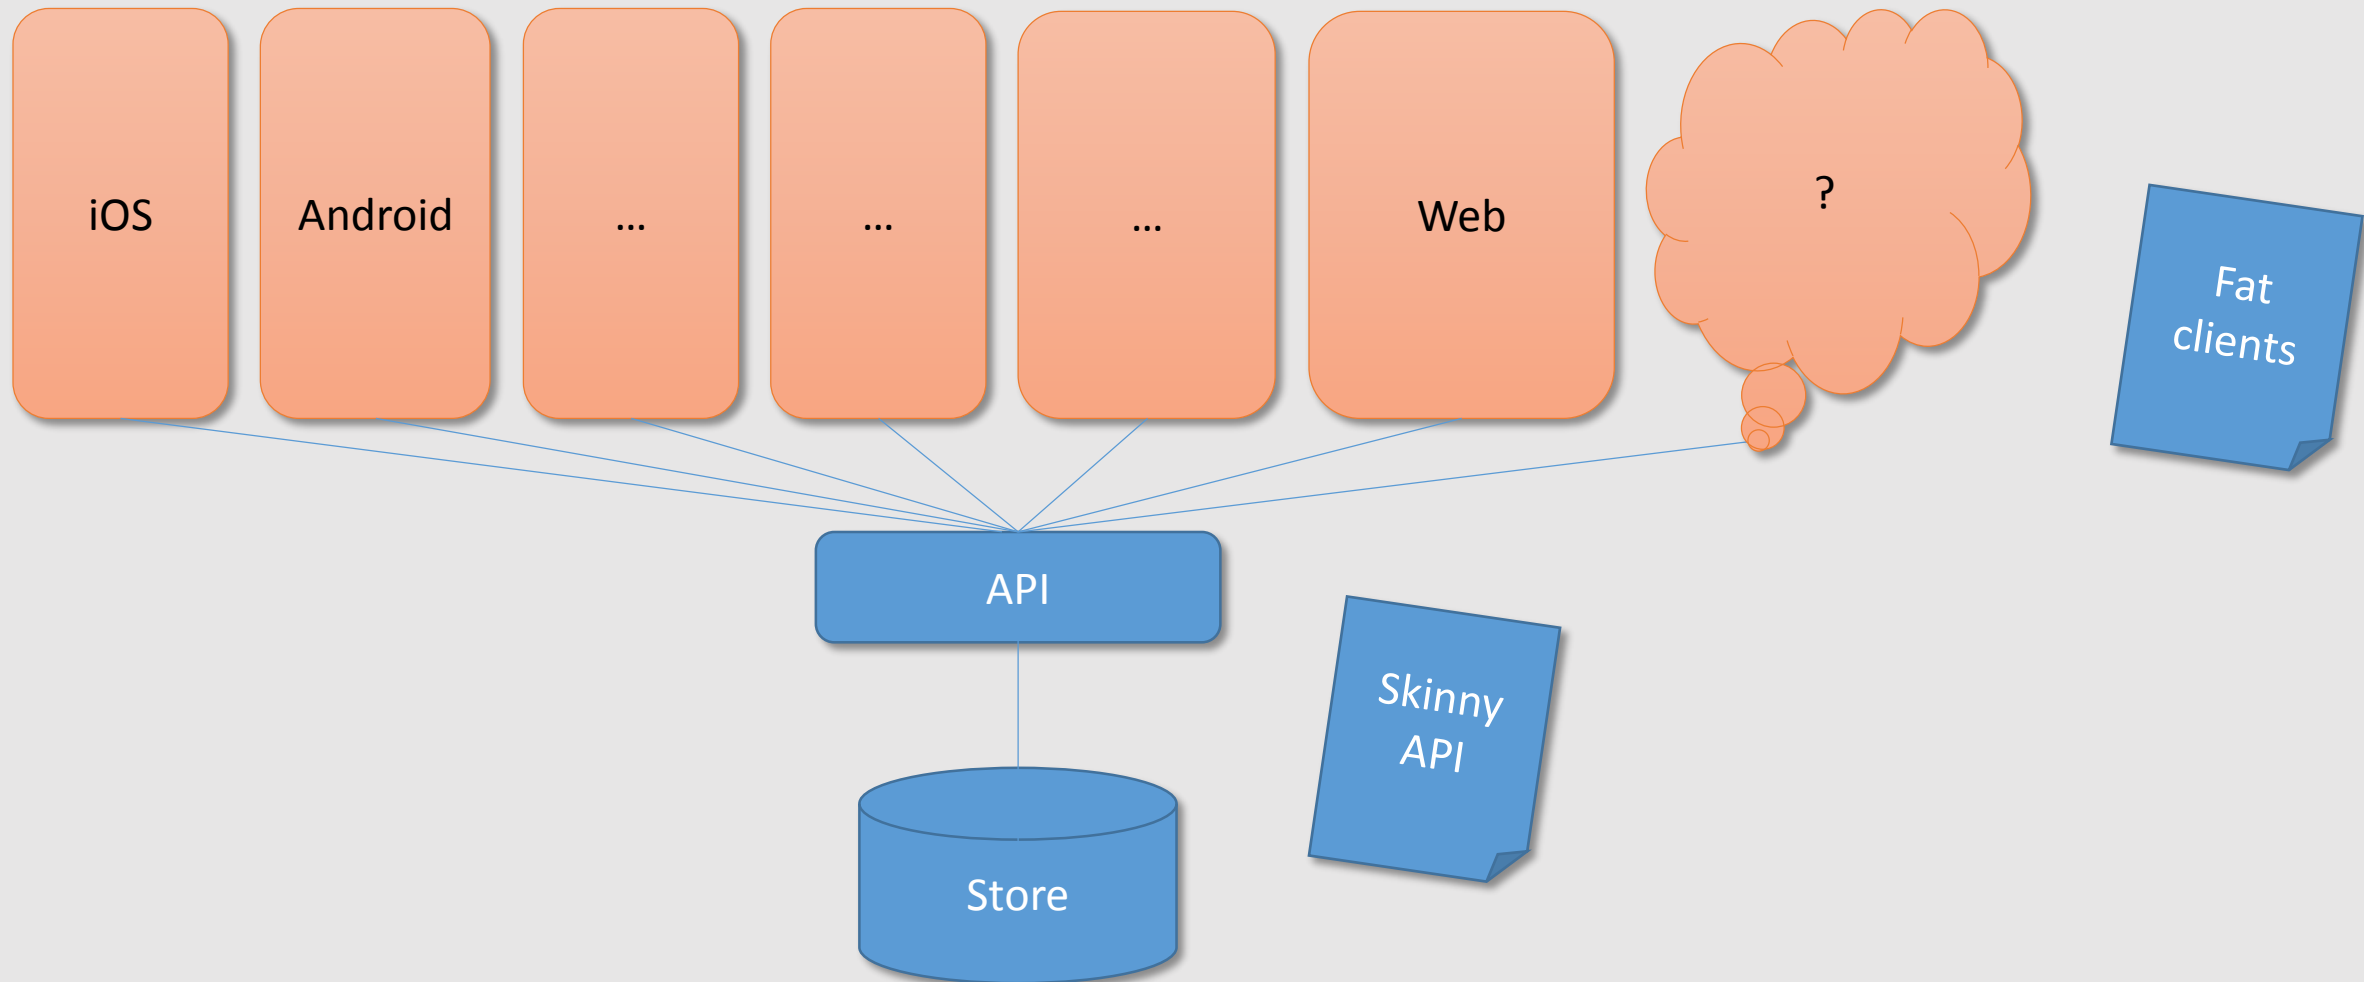 iOS
Android
...
...
...
Web
?
Fat
clients
API
Skinny
API
Store